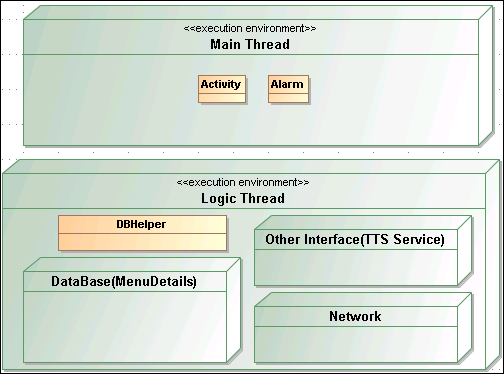 <<execution environment>>
Main Thread
Activity
Alarm
<<execution environment>>
Logic Thread
DBHelper
Other Interface(TTS Service)
DataBase(MenuDetails)
Network